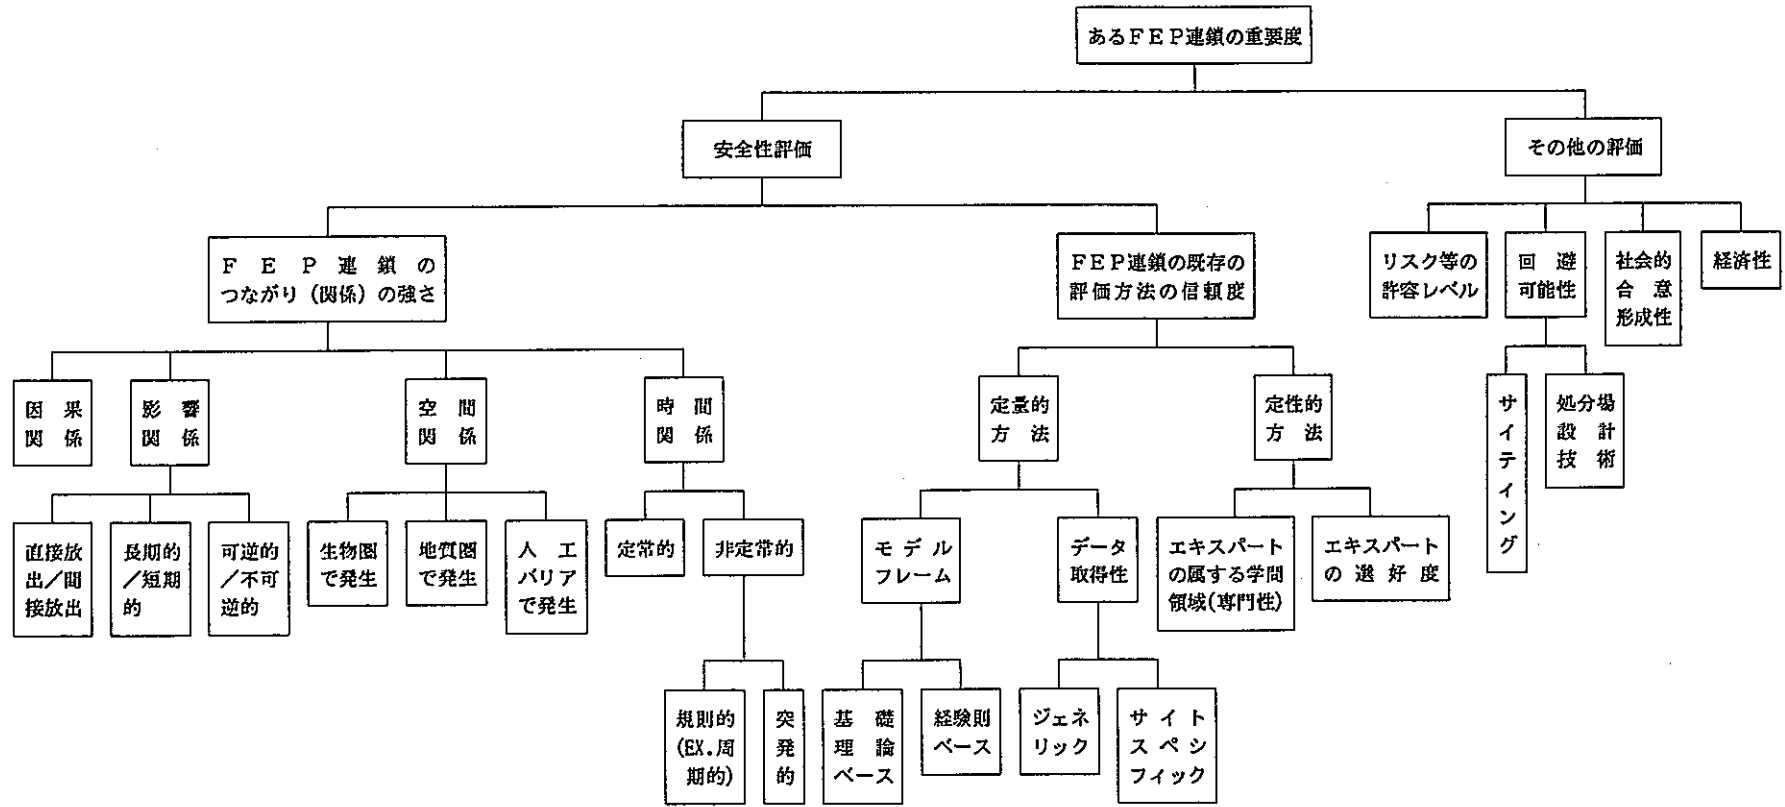 あるＦＥＰ連鎖の重要度
安全性評価
その他の評価
ＦＥＰ連鎖の
つながり（関係）の強さ
ＦＥＰ連鎖の既存の
評価方法の信頼度
リスク等の
許容レベル
回避
可能性
社会的
合意
形成性
経済性
因果
関係
影響
関係
空間
関係
時間
関係
定量的
方法
定性的
方法
サイティング
処分場
設計
技術
直接放
出／間
接放出
長期的
／短期
的
可逆的
／不可
逆的
生物圏
で発生
地質圏
で発生
人工
バリア
で発生
定常的
非定常的
モデル
フレーム
データ
取得性
エキスパート
の属する学問
領域(専門性)
エキスパート
の選好度
規則的
(EX.周
期的)
突発的
基礎
理論
ベース
経験則
ベース
ジェネ
リック
サイト
スペシ
フィック